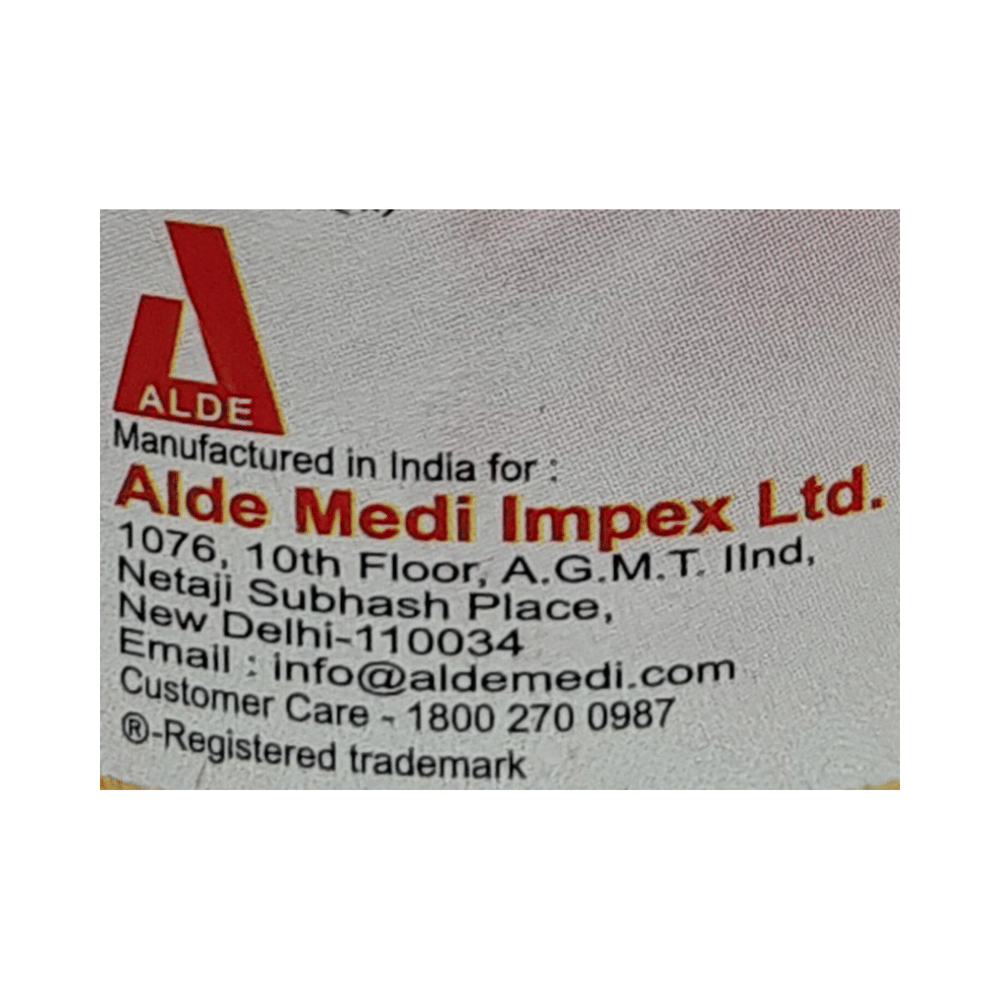 ALDE
Manufactured in India for :
Alde Medi Impex Ltd.
1076, 10th Floor, A.G.M.T. IInd,
Netaji Subhash Place,
New Delhi-110034
Email : info@aldemedi.com
Customer Care - 1800 270 0987
®-Registered trademark